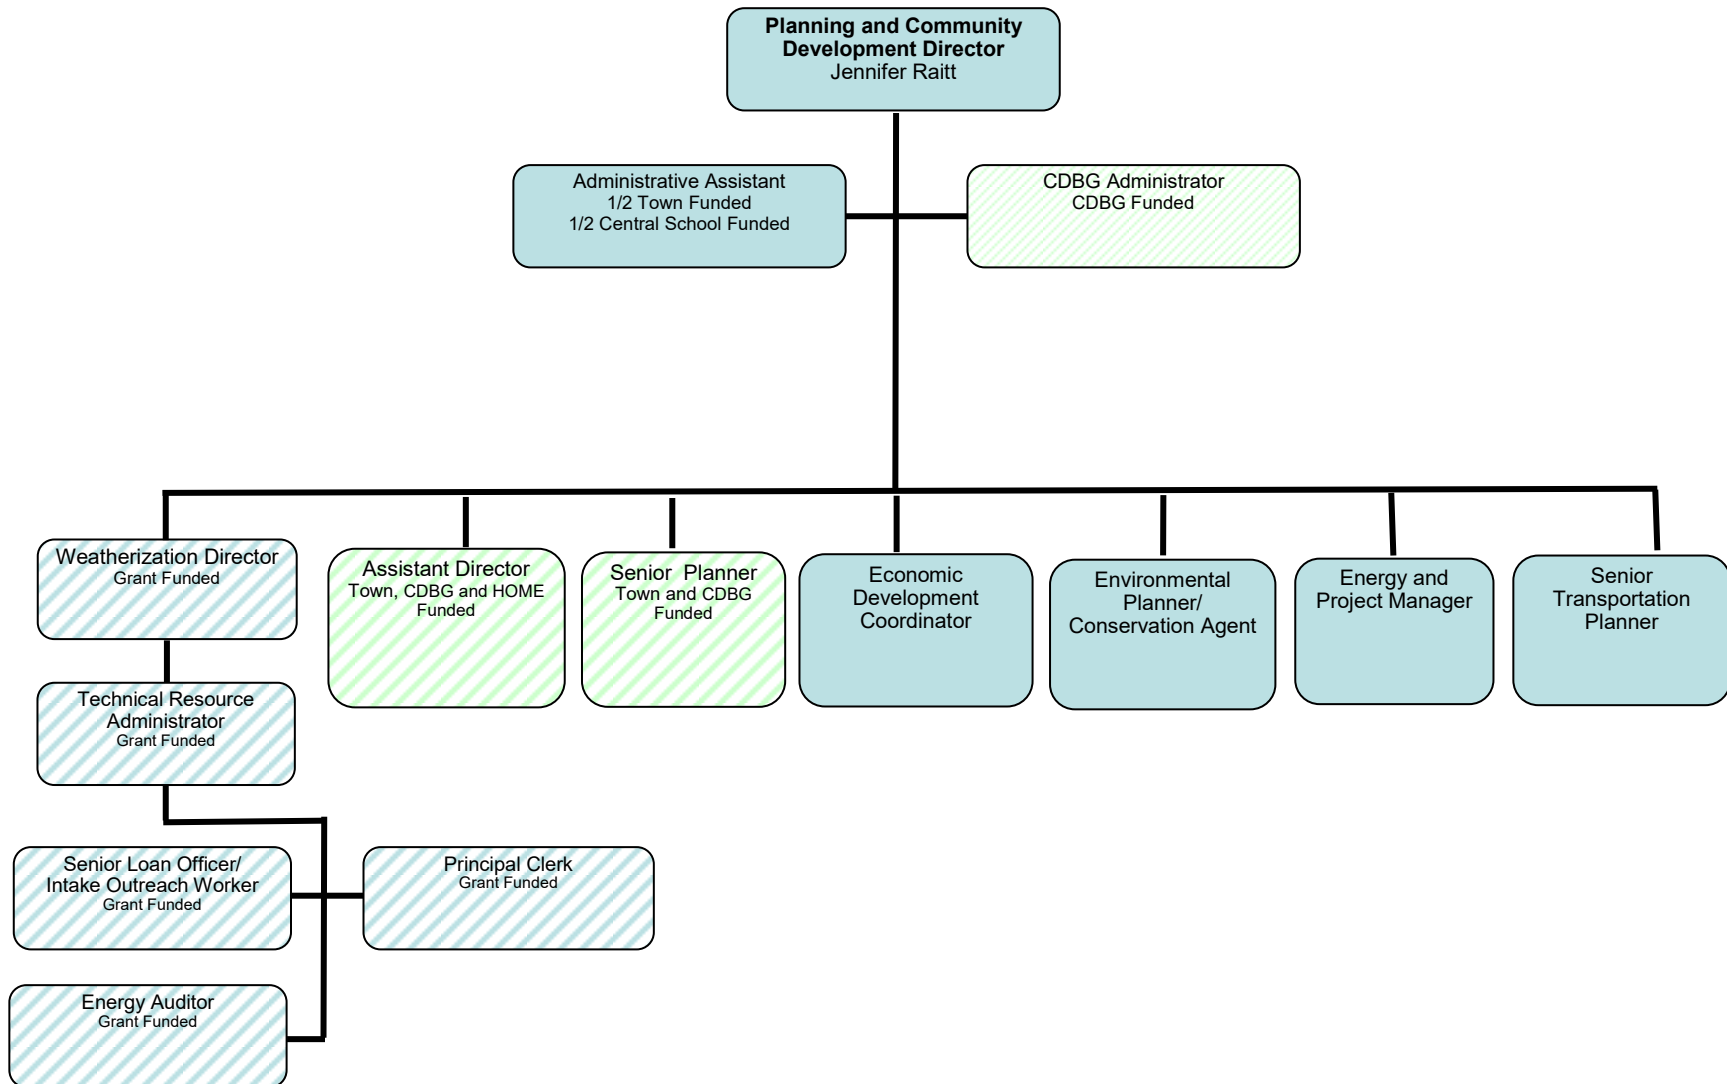 Planning and Community
Development Director
Jennifer Raitt
Administrative Assistant
1/2 Town Funded
1/2 Central School Funded
CDBG Administrator
CDBG Funded
Weatherization Director
Grant Funded
Assistant Director
Town, CDBG and HOME
Funded
Senior Planner
Town and CDBG
Funded
Economic
Development
Coordinator
Environmental
Planner/
Conservation Agent
Energy and
Project Manager
Senior
Transportation
Planner
Technical Resource
Administrator
Grant Funded
Senior Loan Officer/
Intake Outreach Worker
Grant Funded
Principal Clerk
Grant Funded
Energy Auditor
Grant Funded